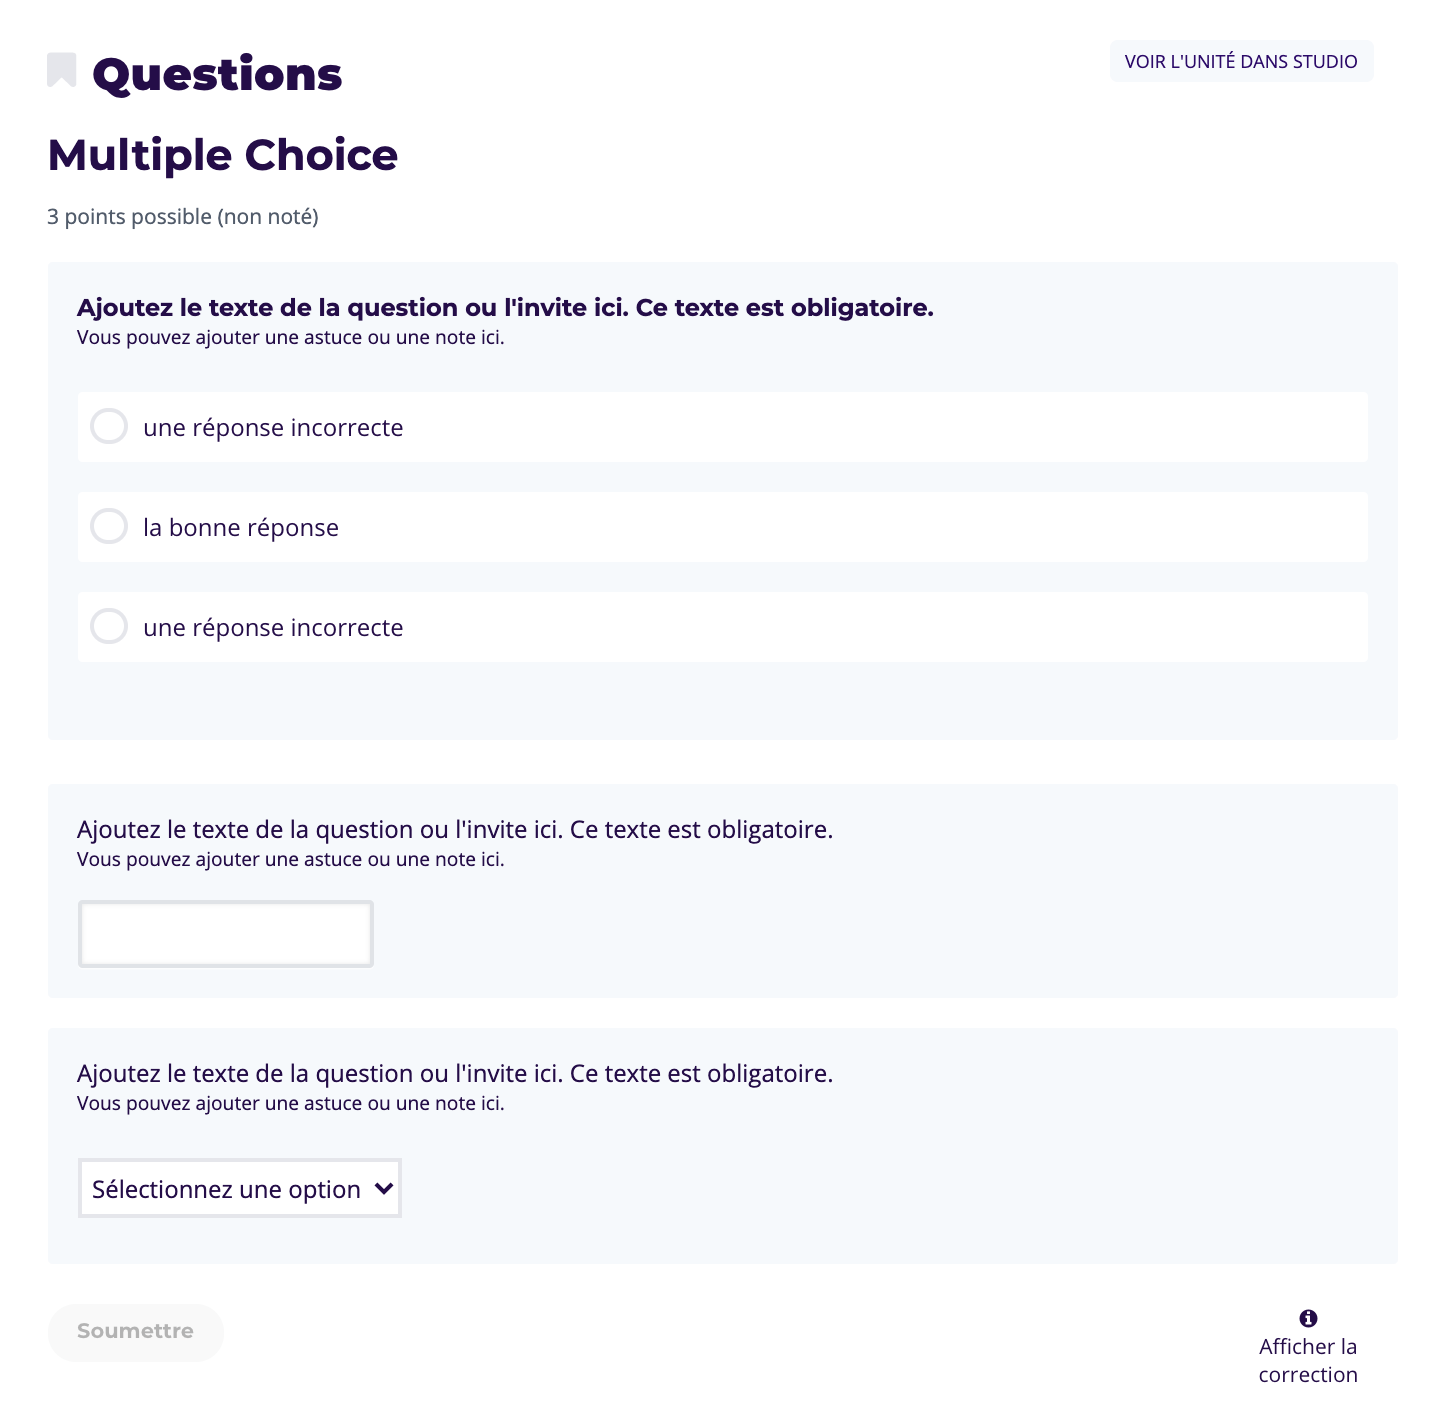 Questions
VOIR L'UNITÉ DANS STUDIO
Multiple Choice
3 points possible (non noté)
Ajoutez le texte de la question ou l'invite ici. Ce texte est obligatoire.
Vous pouvez ajouter une astuce ou une note ici.
une réponse incorrecte
la bonne réponse
une réponse incorrecte
Ajoutez le texte de la question ou l'invite ici. Ce texte est obligatoire.
Vous pouvez ajouter une astuce ou une note ici.
Ajoutez le texte de la question ou l'invite ici. Ce texte est obligatoire.
Vous pouvez ajouter une astuce ou une note ici.
Sélectionnez une option
Soumettre
Afficher la
correction